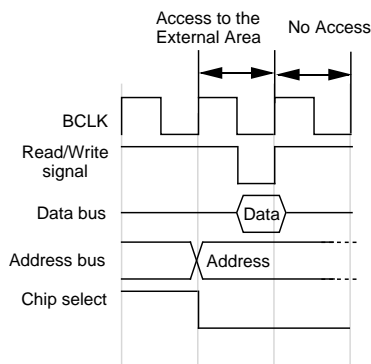 Access to the
External Area
No Access
BCLK
Read/Write
signal
Data bus
Data
Address bus
Address
Chip select